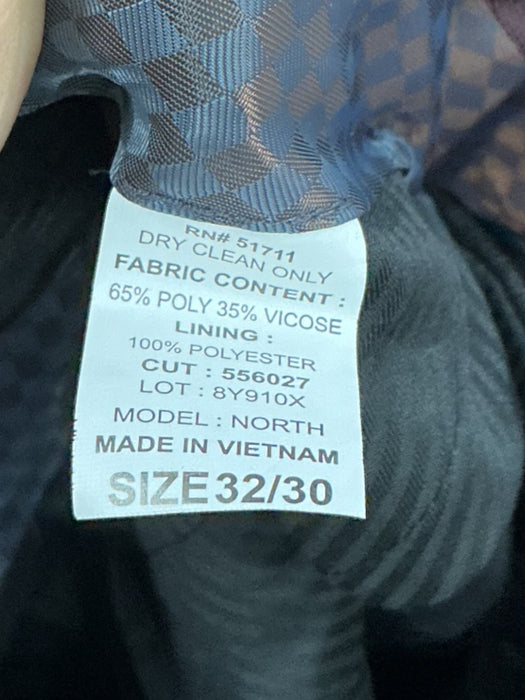 RN# 51711
DRY CLEAN ONLY
FABRIC CONTENT :
65% POLY 35% VICOSE
LINING :
100% POLYESTER
CUT : 556027
LOT : 8Y910X
MODEL : NORTH
MADE IN VIETNAM
SIZE 32/30